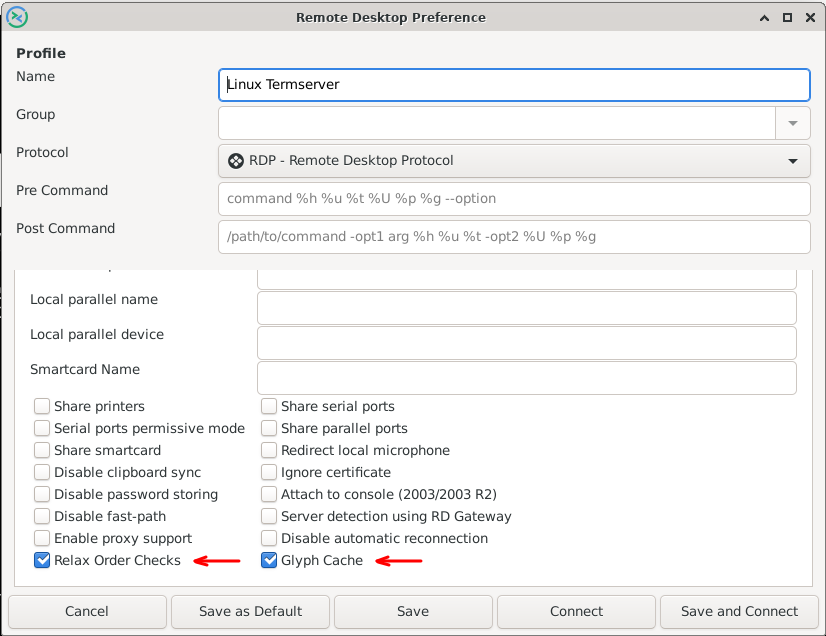 Remote Desktop Preference
Profile
Name
Linux Termserver
Group
Protocol
RDP - Remote Desktop Protocol
Pre Command
command %h %u %t %U %p %g --option
Post Command
/path/to/command -opt1 arg %h %u %t -opt2 %U %p %g
Local parallel name
Local parallel device
Smartcard Name
Share printers Share serial ports
Serial ports permissive mode Share parallel ports
Share smartcard Redirect local microphone
Disable clipboard sync Ignore certificate
Disable password storing Attach to console (2003/2003 R2)
Disable fast-path Server detection using RD Gateway
Enable proxy support Disable automatic reconnection
Relax Order Checks Glyph Cache
Cancel Save as Default Save Connect Save and Connect